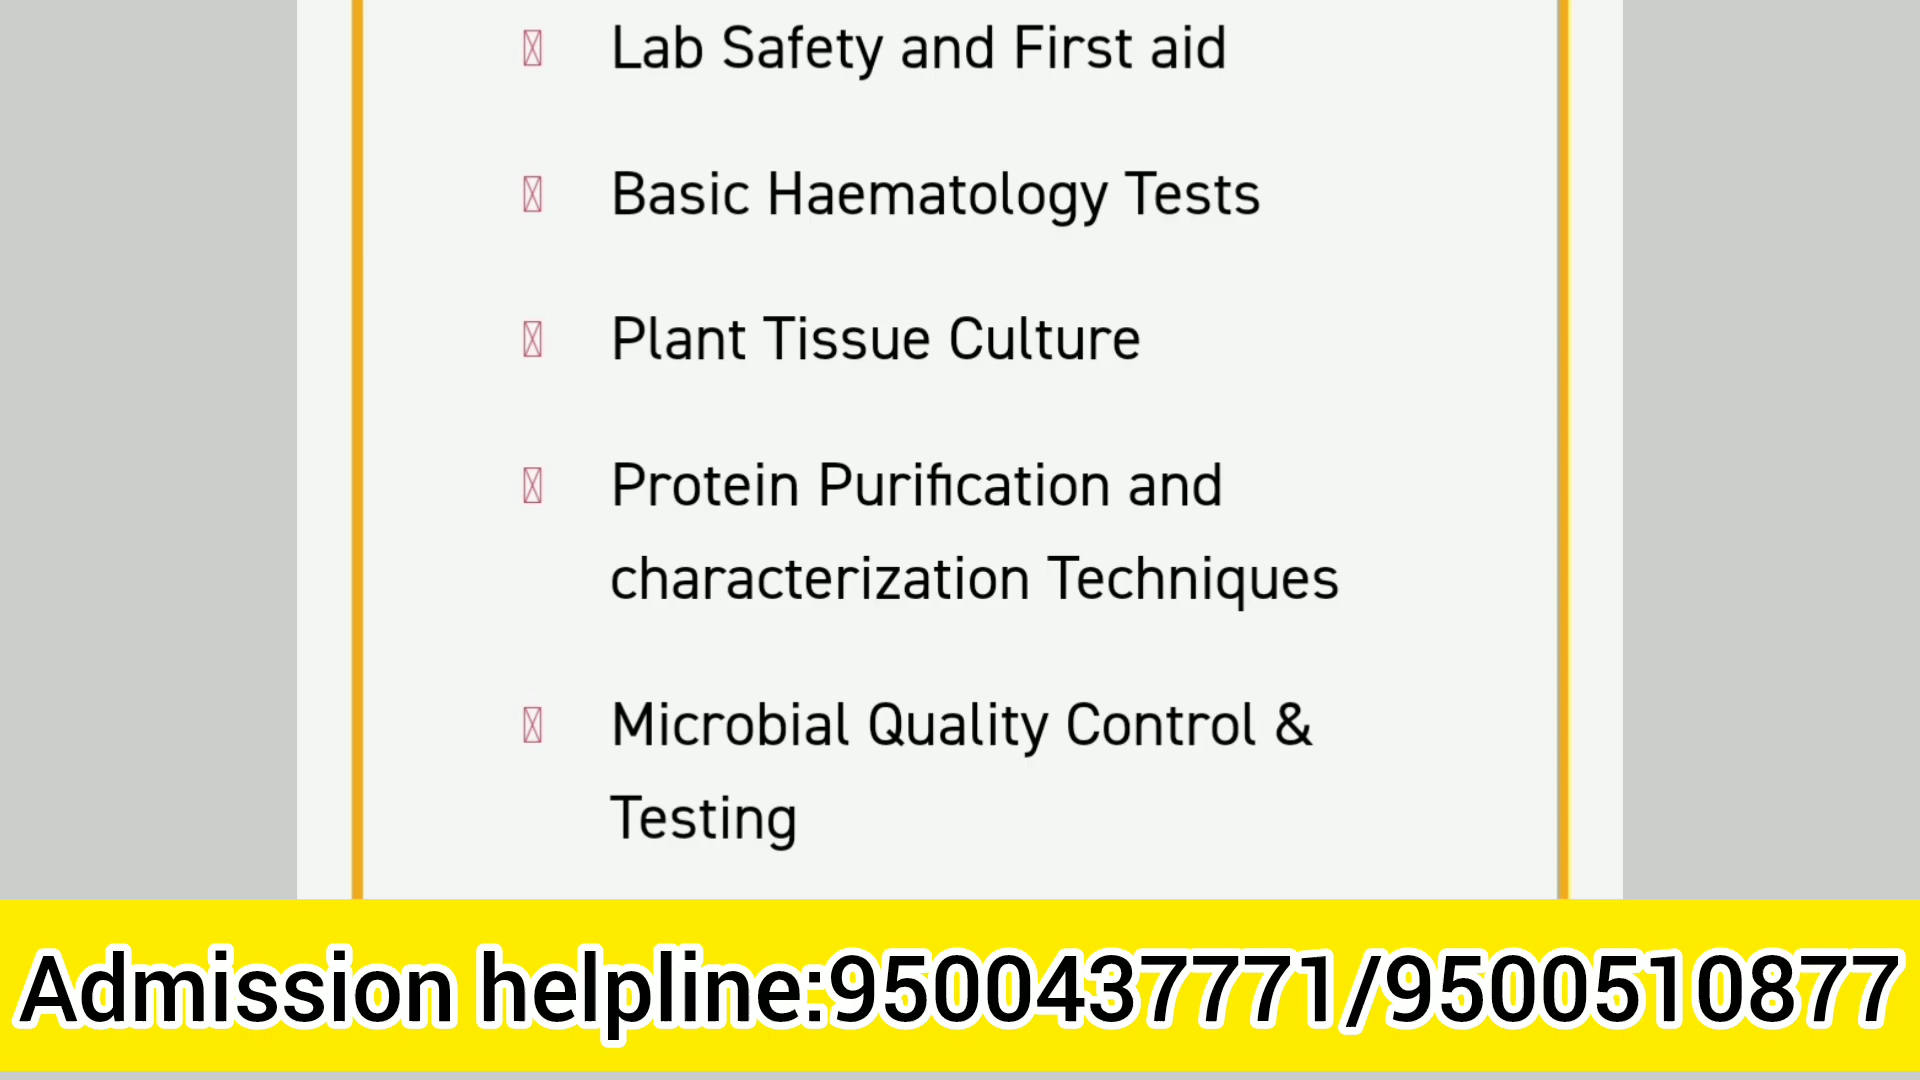 Lab Safety and First aid
Basic Haematology Tests
Plant Tissue Culture
Protein Purification and
characterization Techniques
Microbial Quality Control &
Testing
Admission helpline:9500437771/9500510877